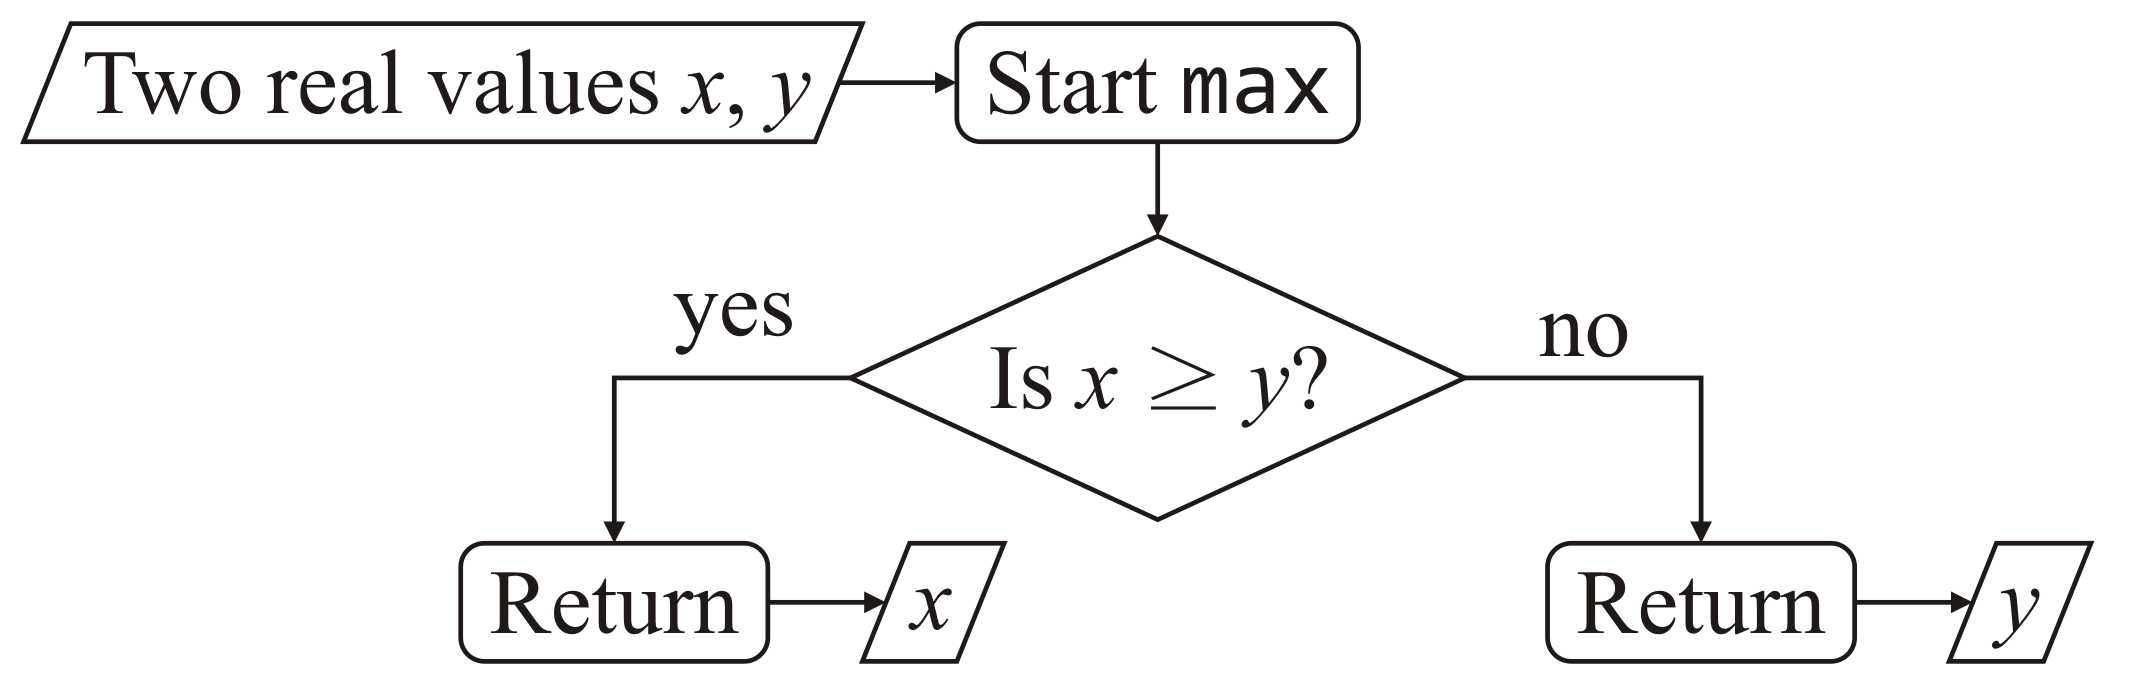 Two real values x, y
Start max
yes
no
Is x ≥ y?
Return
x
Return
y